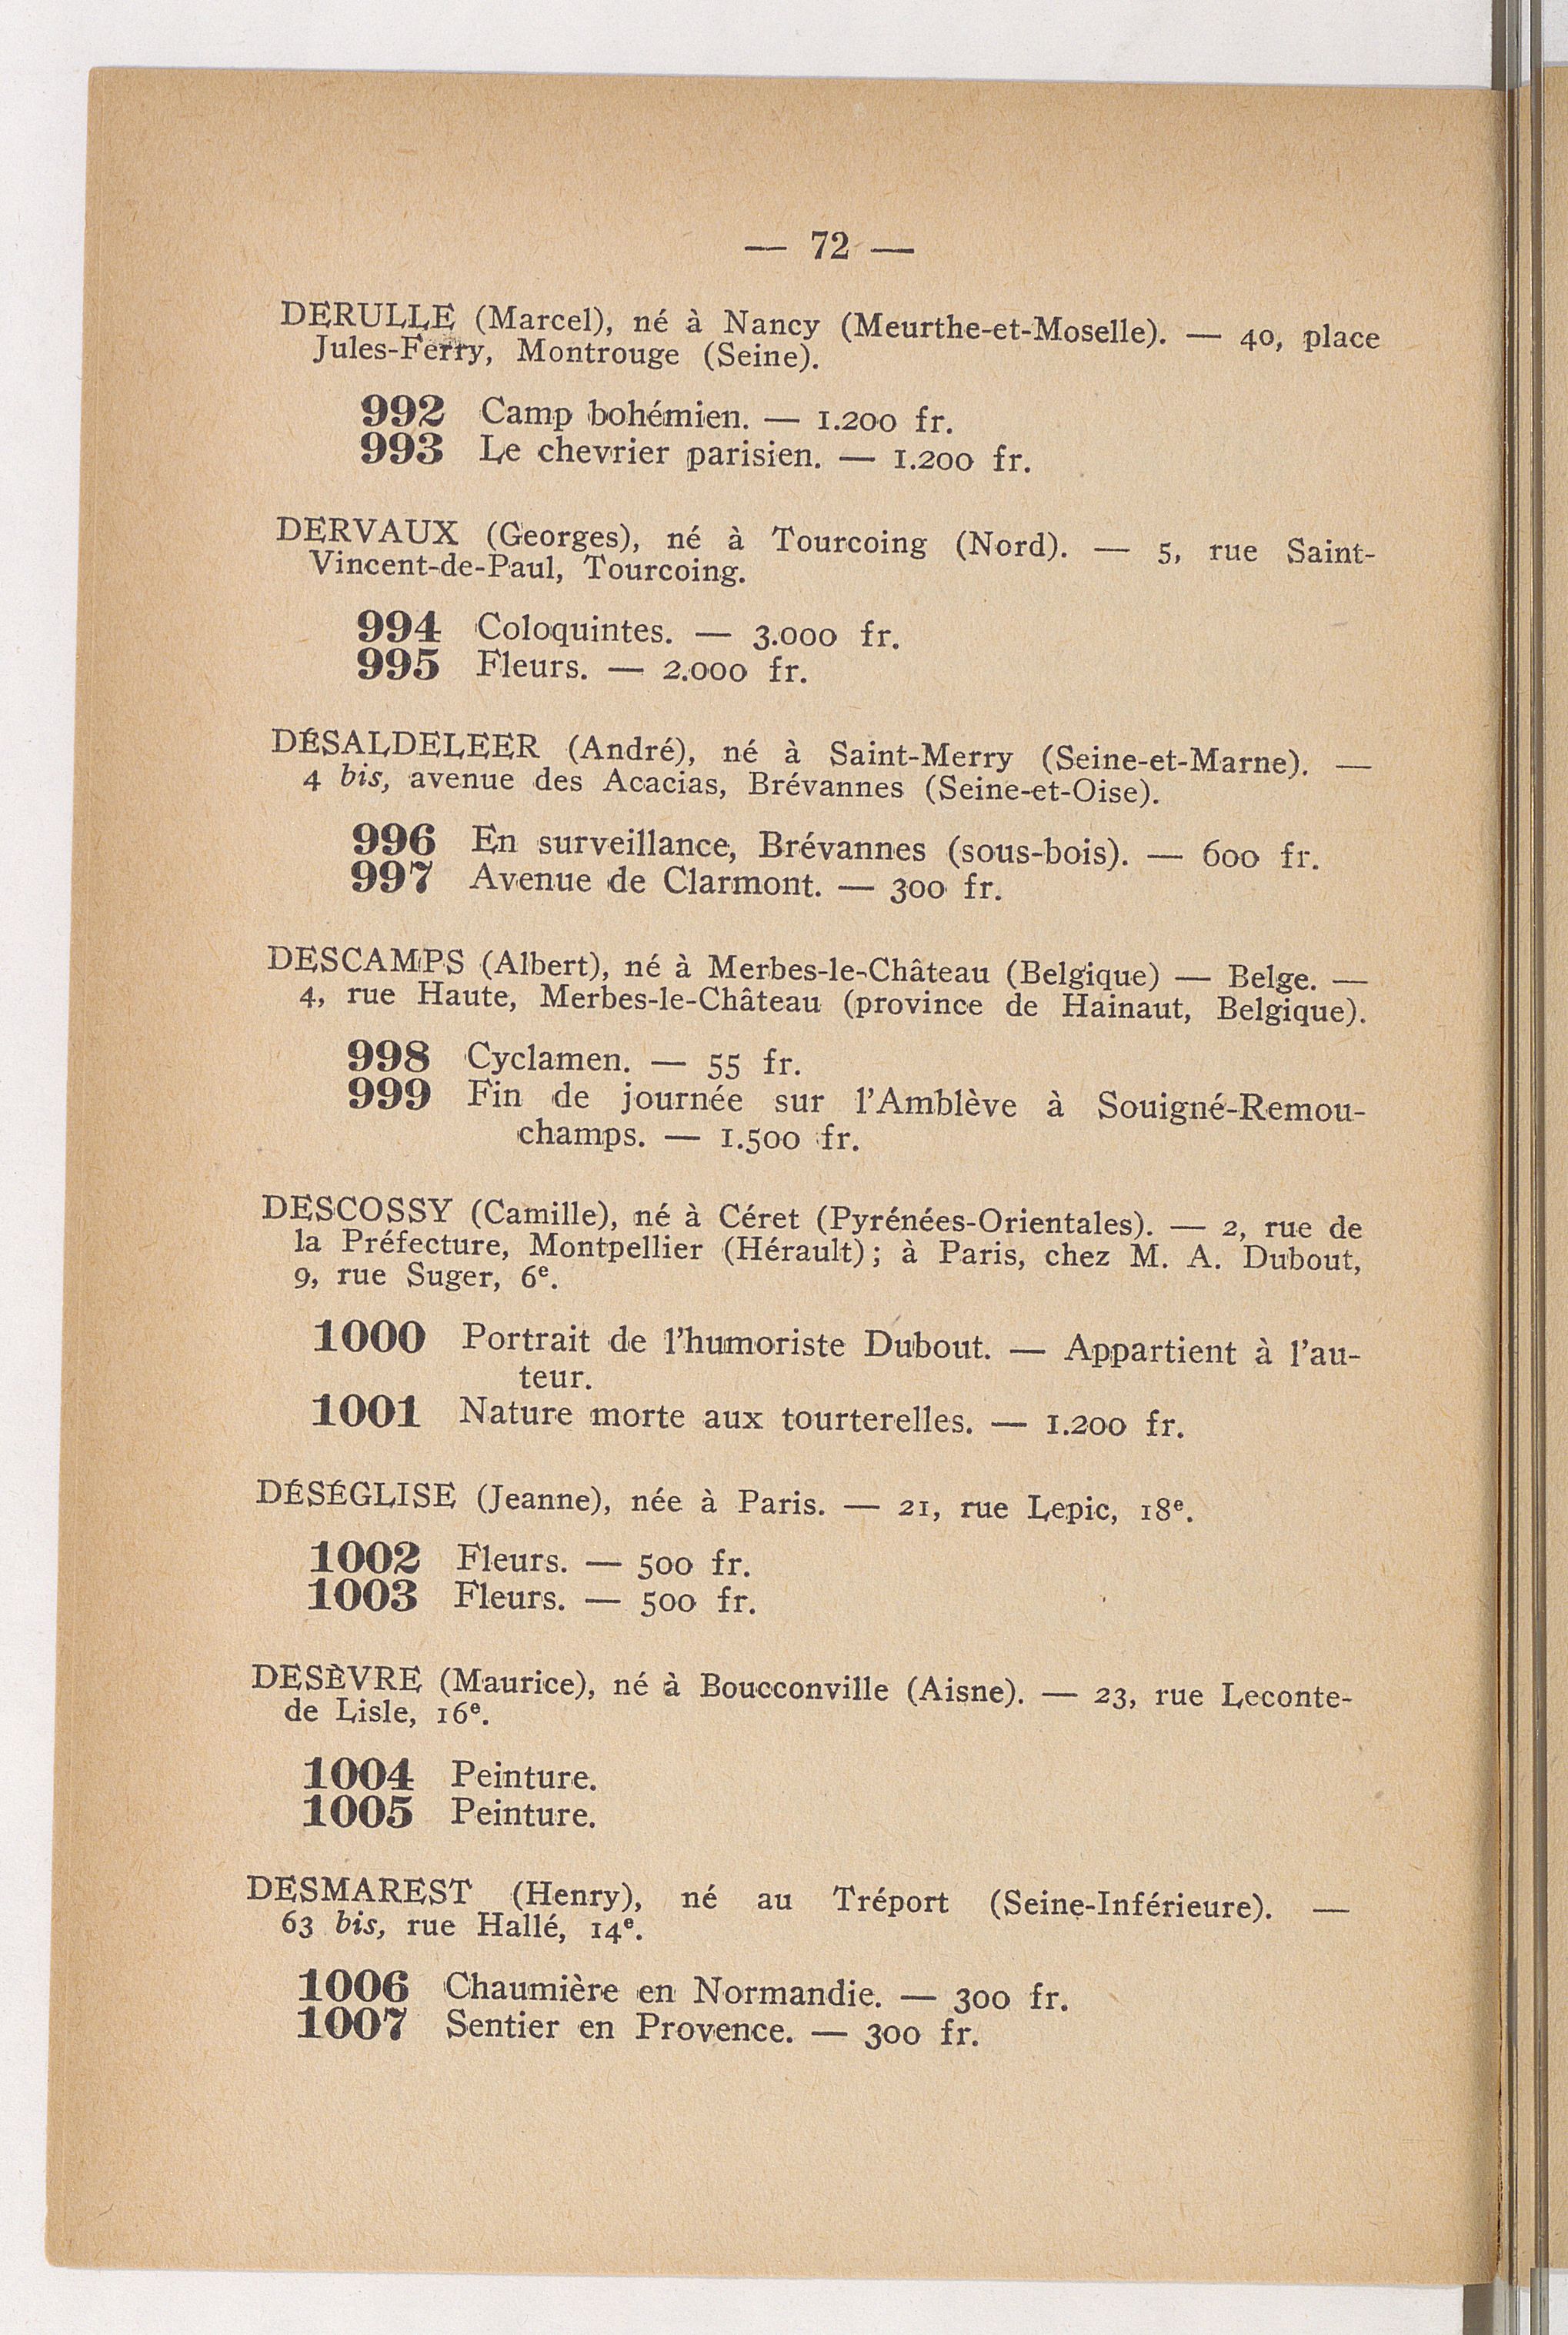 — 72 —
DERULLE (Marcel), né à Nancy (Meurthe-et-Moselle). — 40, place
Jules-Ferry, Montrouge (Seine).
992 Camp bohémien. — 1.200 fr.
993 Le chevrier parisien. — 1.200 fr.
DERVAUX (Georges), né à Tourcoing (Nord). — 5, rue Saint-
Vincent-de-Paul, Tourcoing.
994 Coloquintes. — 3.000 fr.
995 Fleurs. — 2.000 fr.
DÉSALDELEER (André), né à Saint-Merry (Seine-et-Marne). —
4 bis, avenue des Acacias, Brévannes (Seine-et-Oise).
996 En surveillance, Brévannes (sous-bois). — 600 fr.
997 Avenue de Clarmont. — 300 fr.
DESCAMPS (Albert), né à Merbes-le-Château (Belgique) — Belge. —
4, rue Haute, Merbes-le-Château (province de Hainaut, Belgique).
998 Cyclamen. — 55 fr.
999 Fin de journée sur l'Amblève à Souigné-Remou-
champs. — 1.500 fr.
DESCOSSY (Camille), né à Céret (Pyrénées-Orientales). — 2, rue de
la Préfecture, Montpellier (Hérault); à Paris, chez M. A. Dubout,
9, rue Suger, 6e.
1000 Portrait de l'humoriste Dubout. — Appartient à l'au-
teur.
1001 Nature morte aux tourterelles. — 1.200 fr.
DÉSÉGLISE (Jeanne), née à Paris. — 21, rue Lepic, 18e.
1002 Fleurs. — 500 fr.
1003 Fleurs. — 500 fr.
DESÈVRE (Maurice), né à Boucconville (Aisne). — 23, rue Leconte-
de Lisle, 16e.
1004 Peinture.
1005 Peinture.
DESMAREST (Henry), né au Tréport (Seine-Inférieure). —
63 bis, rue Hallé, 14e.
1006 Chaumière en Normandie. — 300 fr.
1007 Sentier en Provence. — 300 fr.